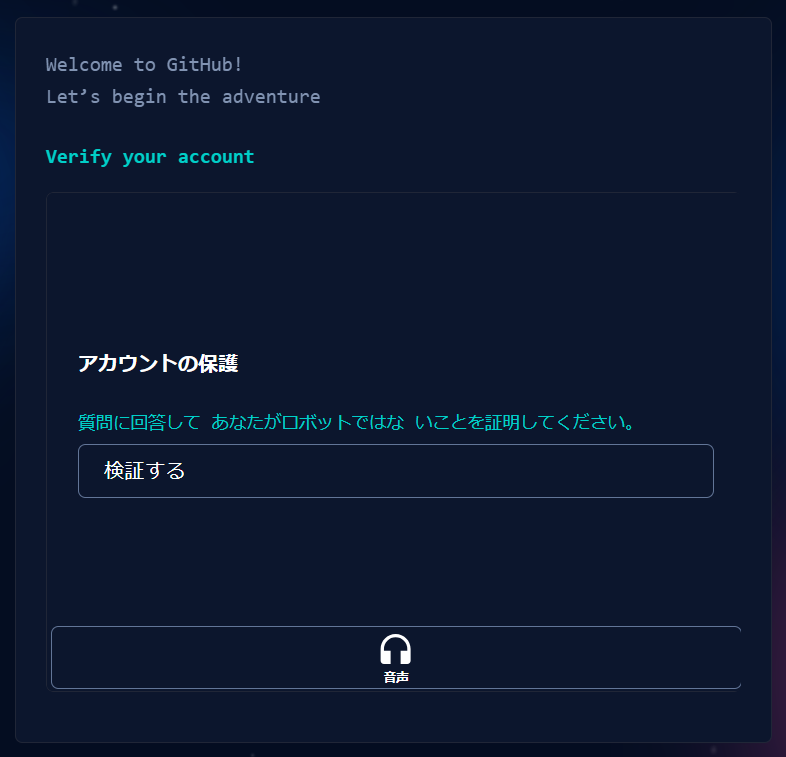 Welcome to GitHub!
Let’s begin the adventure
Verify your account
アカウントの保護
質問に回答して あなたがロボットではな いことを証明してください。
検証する
音声